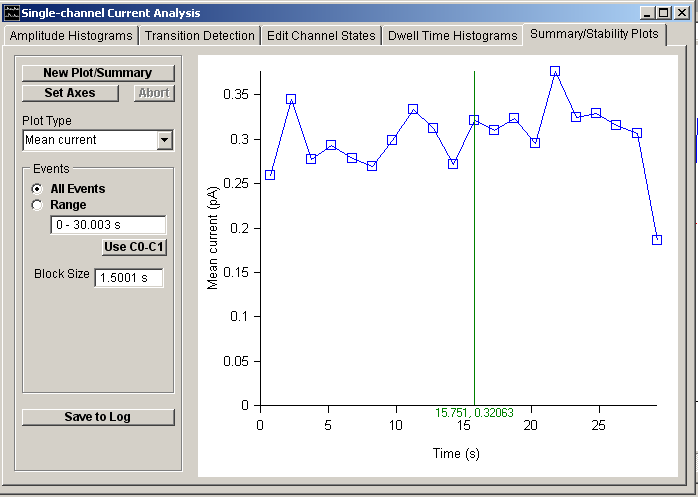 Single-channel Current Analysis
Amplitude Histograms Transition Detection Edit Channel States Dwell Time Histograms Summary/Stability Plots
New Plot/Summary
Set Axes Abort
Plot Type
Mean current
Events
All Events
Range
0 - 30.003 s
Use C0-C1
Block Size 1.5001 s
Save to Log
Mean current (pA)
0.35
0.3
0.25
0.2
0.15
0.1
0.05
0
15.751, 0.32063
0 5 10 15 20 25
Time (s)